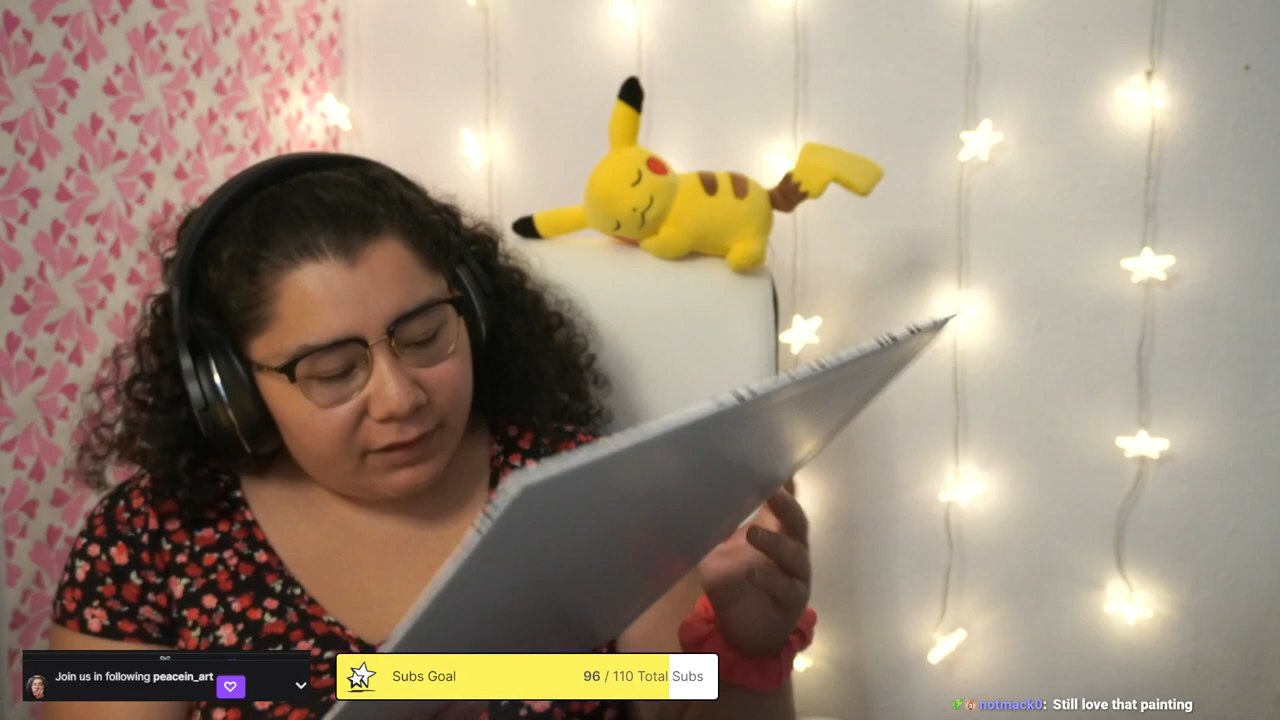 Join us in following peacein_art
Subs Goal 96 / 110 Total Subs
notmack0: Still love that painting